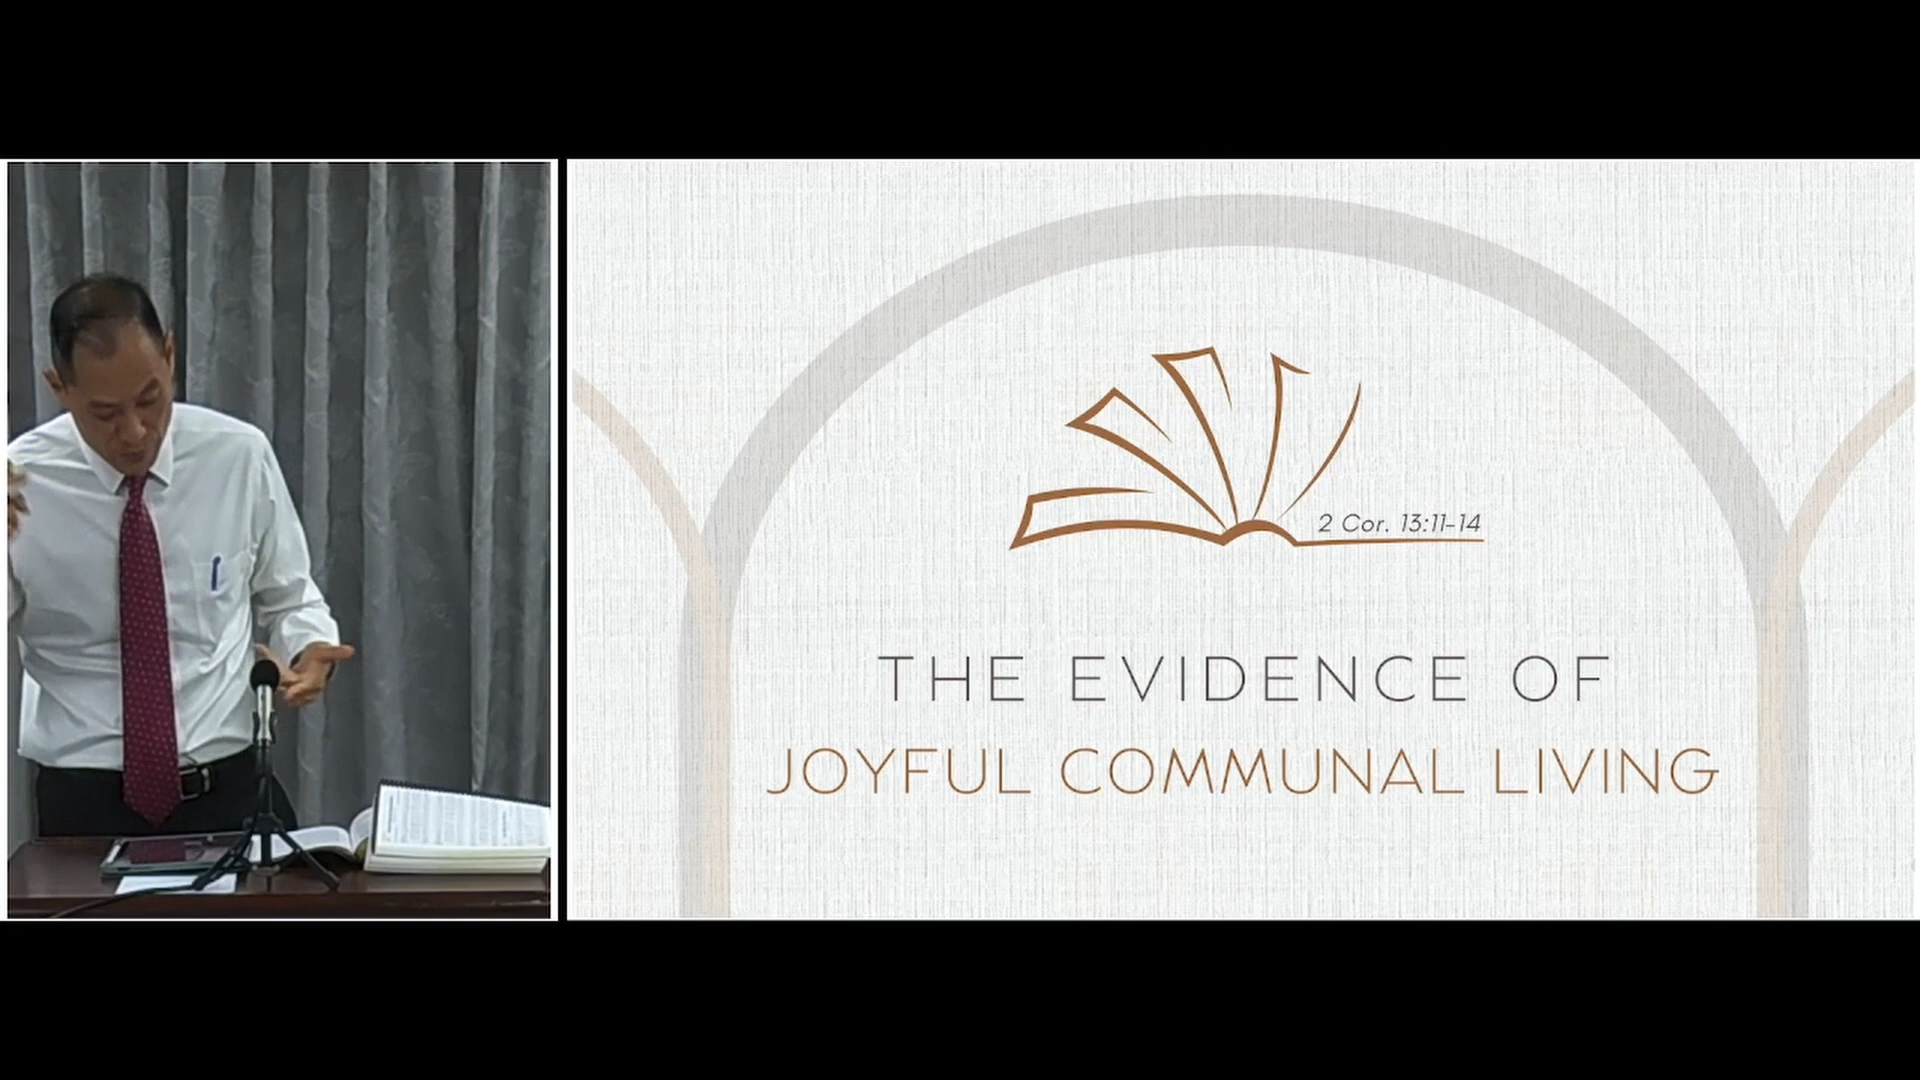 2 Cor. 13:11-14
THE EVIDENCE OF
JOYFUL COMMUNAL LIVING